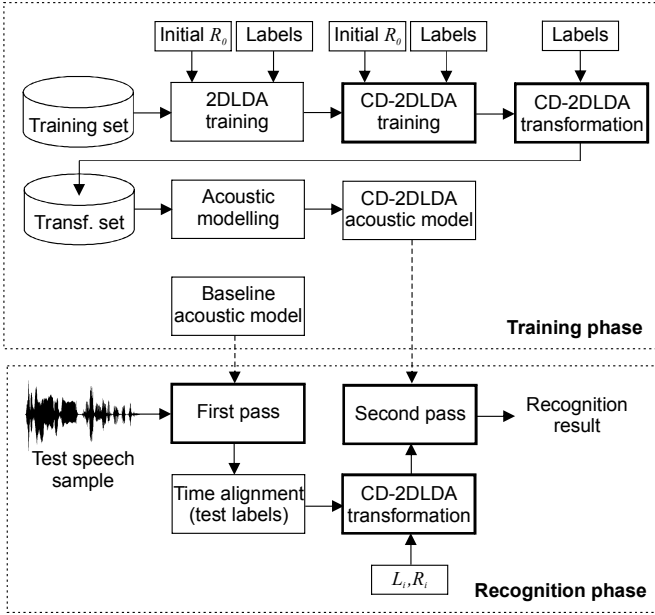 Initial R₀
Labels
Initial R₀
Labels
Labels
Training set
2DLDA
training
CD-2DLDA
training
CD-2DLDA
transformation
Transf. set
Acoustic
modelling
CD-2DLDA
acoustic model
Baseline
acoustic model
Training phase
Test speech
sample
First pass
Second pass
Recognition
result
Time alignment
(test labels)
CD-2DLDA
transformation
Lᵢ,Rᵢ
Recognition phase